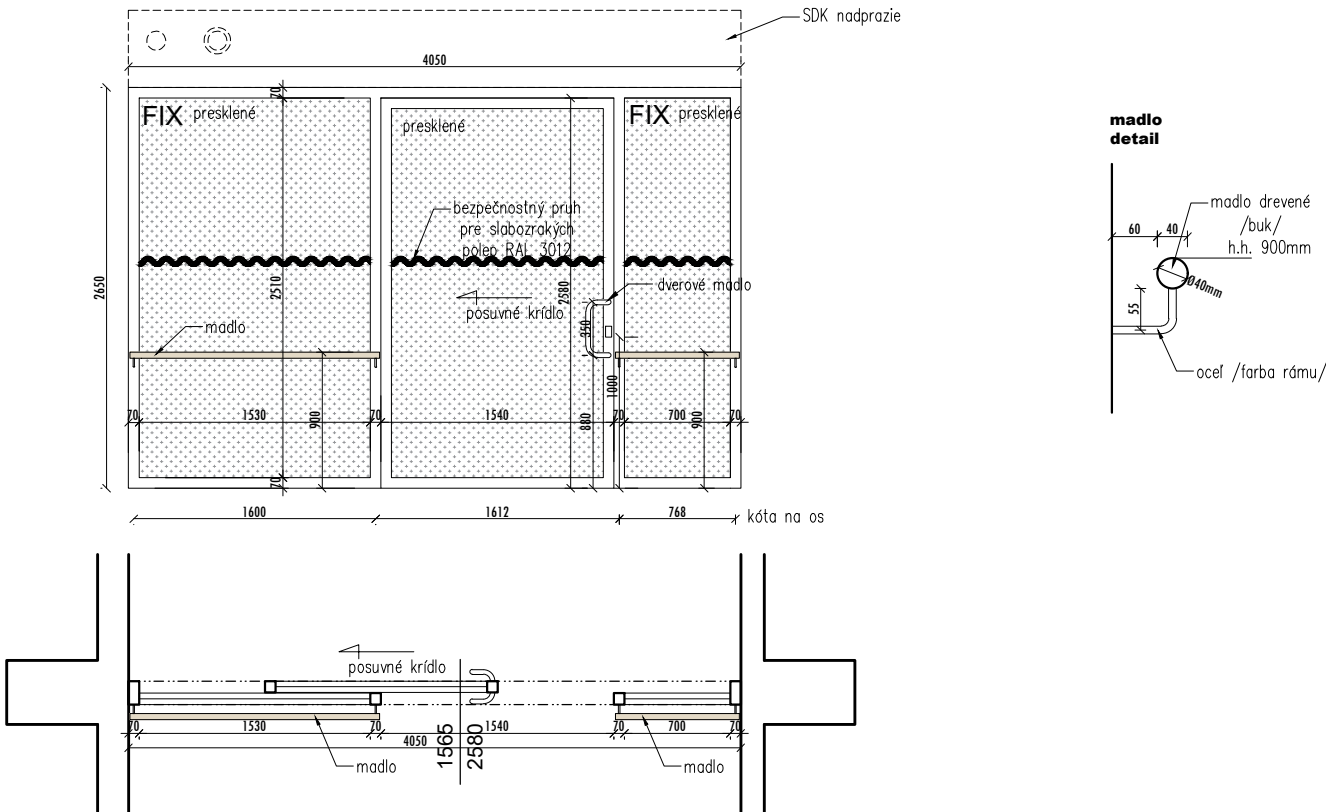 SDK nadprazie
4050
70
FIX presklené
presklené
FIX presklené
bezpečnostný pruh
pre slabozrakých
polep RAL 3012
2650
2510
2580
posuvné krídlo
dverové madlo
350
madlo
1000
880
900
900
70
1530
70
1540
70
700
70
70
1600
1612
768
kóta na os
madlo
detail
60
40
madlo drevené
/buk/
h.h. 900mm
Ø40mm
55
oceľ /farba rámu/
posuvné krídlo
70
1530
70
1540
70
700
70
4050
1565
2580
madlo
madlo